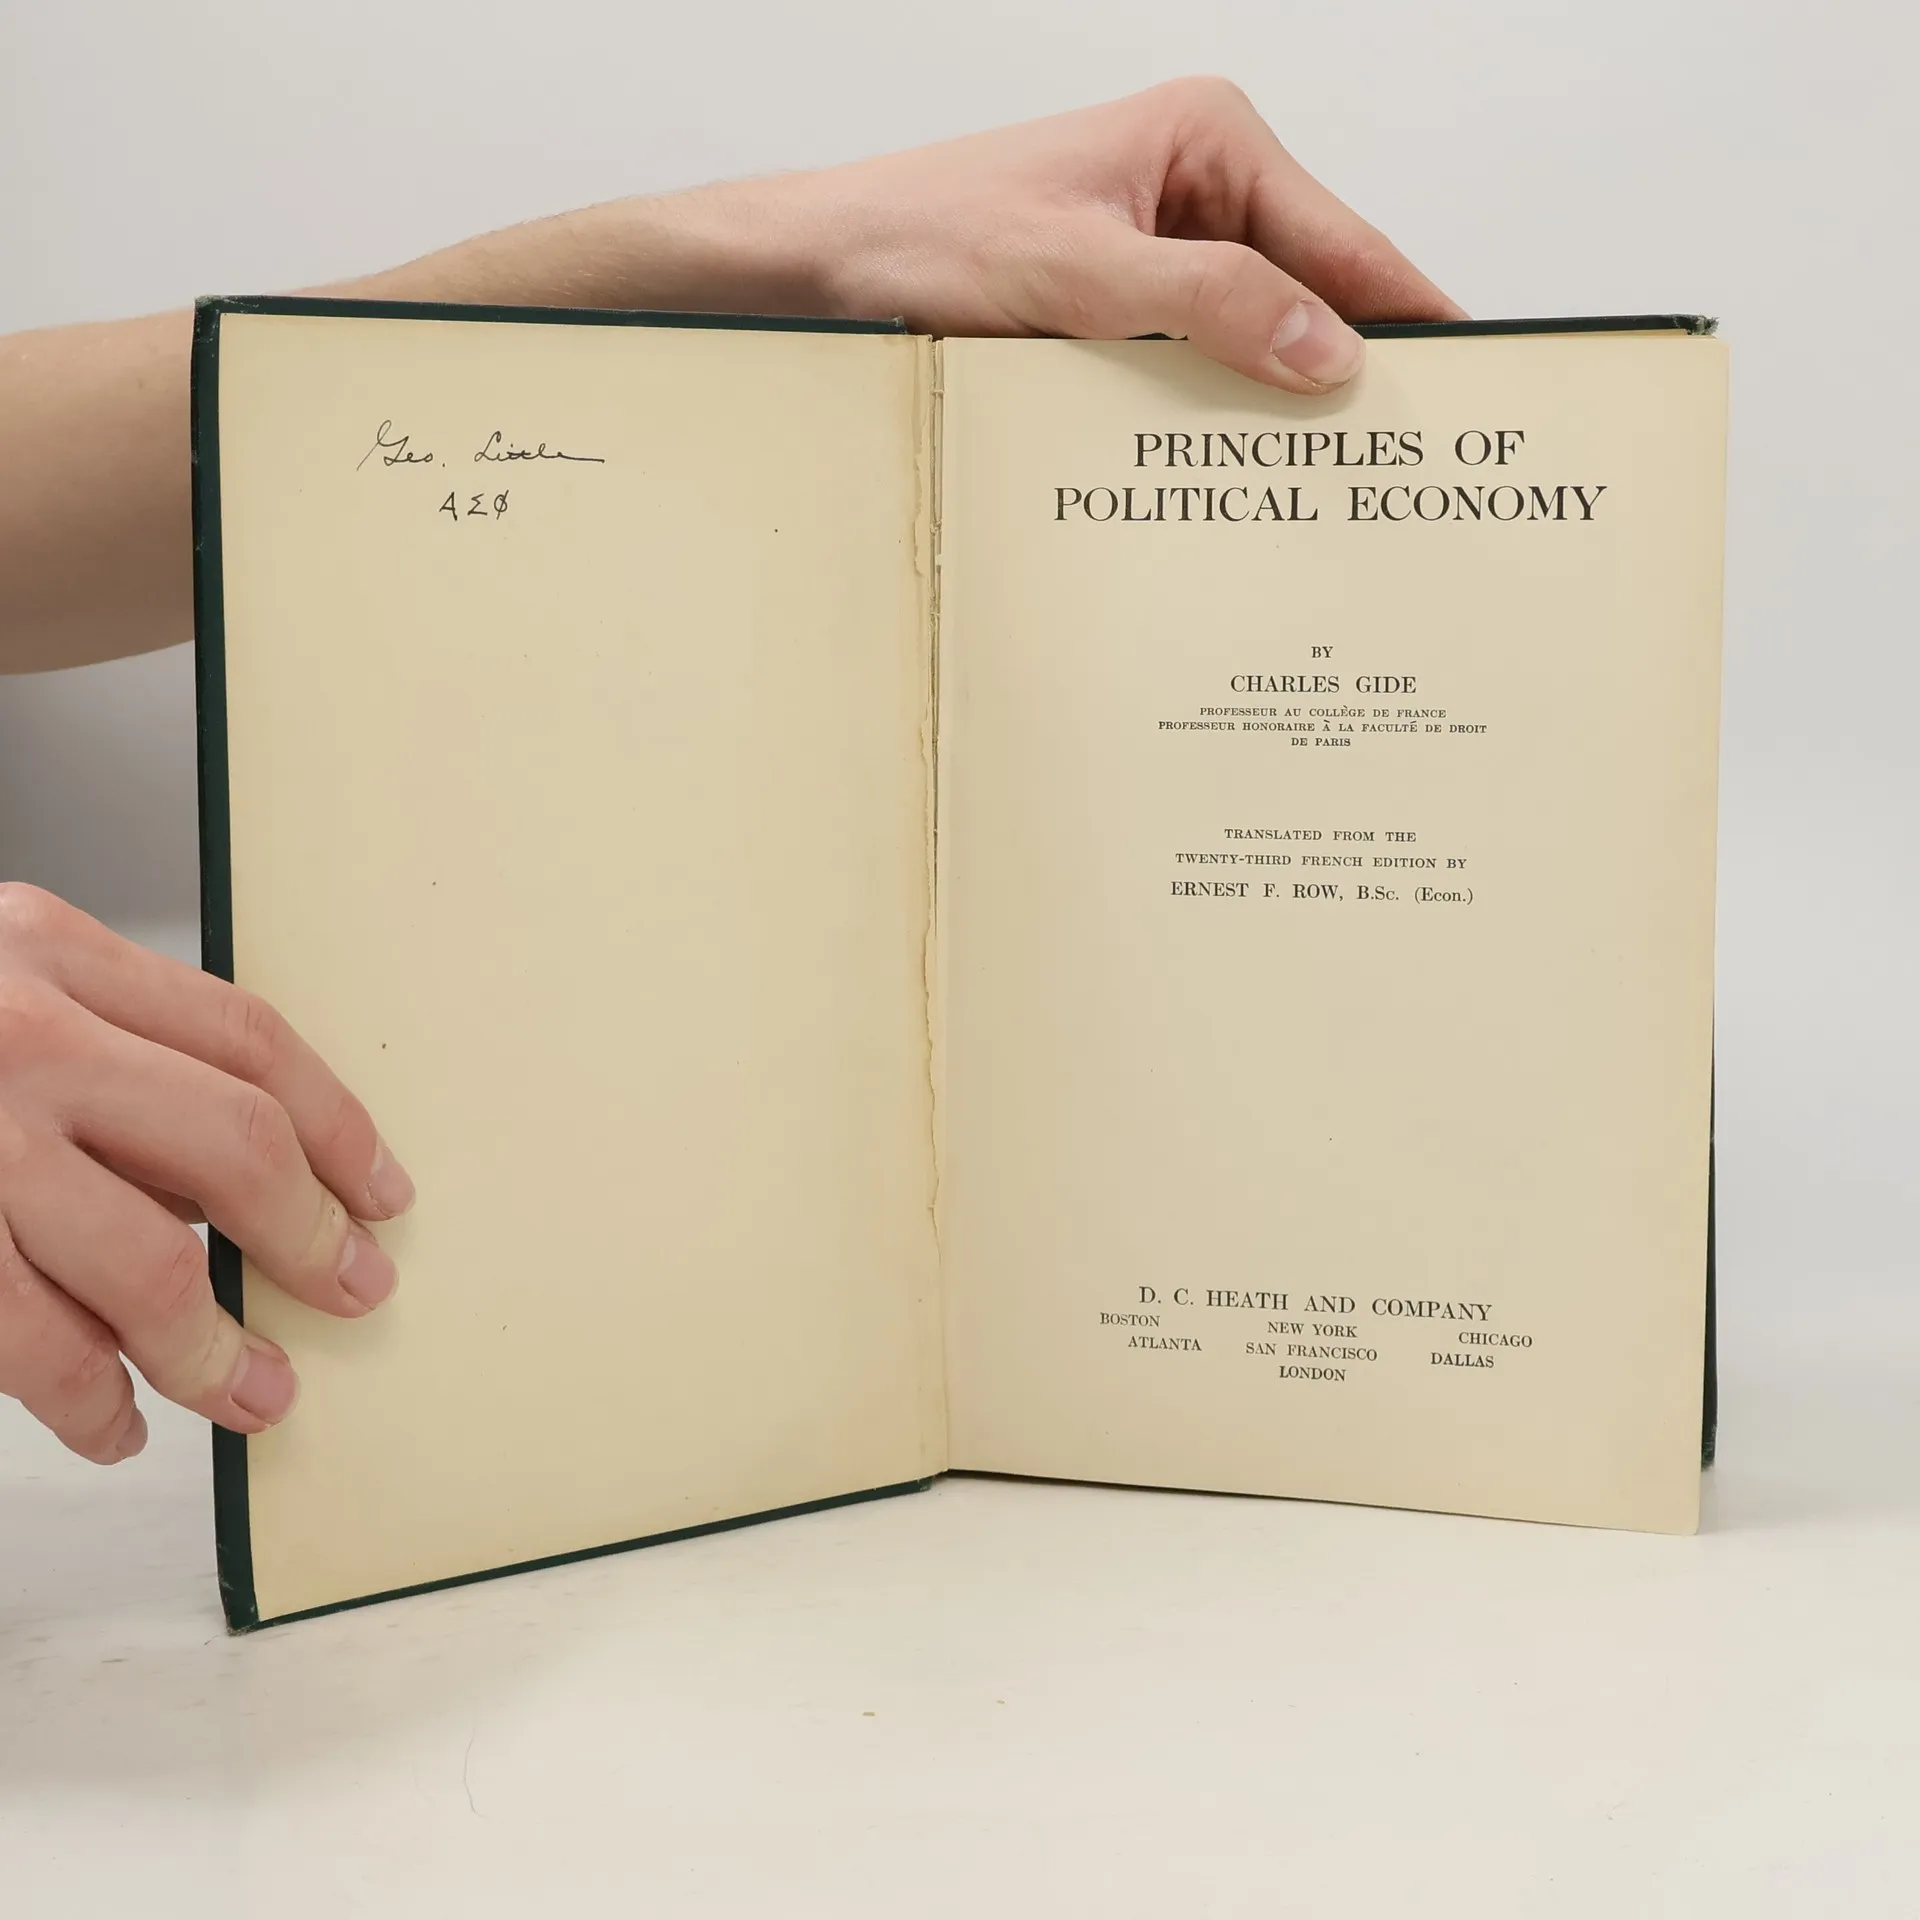 Geo. Little
ΑΣΦ
PRINCIPLES OF
POLITICAL ECONOMY
BY
CHARLES GIDE
PROFESSEUR AU COLLÈGE DE FRANCE
PROFESSEUR HONORAIRE À LA FACULTÉ DE DROIT
DE PARIS
TRANSLATED FROM THE
TWENTY-THIRD FRENCH EDITION BY
ERNEST F. ROW, B.Sc. (Econ.)
D. C. HEATH AND COMPANY
BOSTON NEW YORK CHICAGO
ATLANTA SAN FRANCISCO DALLAS
LONDON